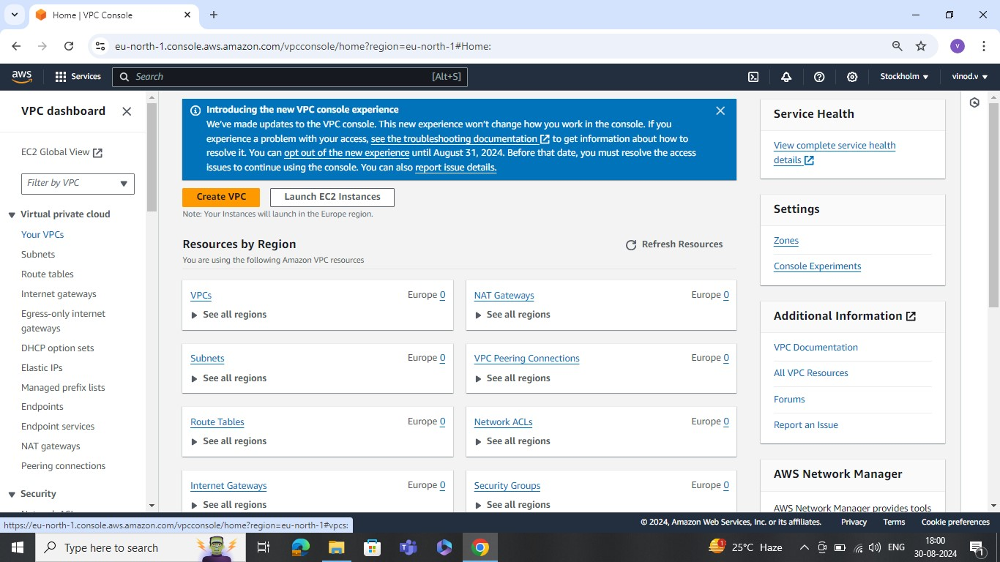 Home | VPC Console
eu-north-1.console.aws.amazon.com/vpcconsole/home?region=eu-north-1#Home:
V
aws
Services
Search
[Alt+S]
Stockholm
vinod.v
VPC dashboard
EC2 Global View
Filter by VPC
Virtual private cloud
Your VPCs
Subnets
Route tables
Internet gateways
Egress-only internet
gateways
DHCP option sets
Elastic IPs
Managed prefix lists
Endpoints
Endpoint services
NAT gateways
Peering connections
Security
Introducing the new VPC console experience
We've made updates to the VPC console. This new experience won't change how you work in the console. If you
experience a problem with your access, see the troubleshooting documentation to get information about how to
resolve it. You can opt out of the new experience until August 31, 2024. Before that date, you must resolve the access
issues to continue using the console. You can also report issue details.
Create VPC
Launch EC2 Instances
Note: Your Instances will launch in the Europe region.
Resources by Region
Refresh Resources
You are using the following Amazon VPC resources
VPCs
Europe 0
See all regions
NAT Gateways
Europe 0
See all regions
Subnets
Europe 0
See all regions
VPC Peering Connections
Europe 0
See all regions
Route Tables
Europe 0
See all regions
Network ACLs
Europe 0
See all regions
Internet Gateways
Europe 0
See all regions
Security Groups
Europe 0
See all regions
Service Health
View complete service health
details
Settings
Zones
Console Experiments
Additional Information
VPC Documentation
All VPC Resources
Forums
Report an Issue
AWS Network Manager
AWS Network Manager provides tools
https://eu-north-1.console.aws.amazon.com/vpcconsole/home?region=eu-north-1#vpcs:
© 2024, Amazon Web Services, Inc. or its affiliates.
Privacy
Terms
Cookie preferences
Type here to search
1
25°C Haze
ENG
18:00
30-08-2024
1